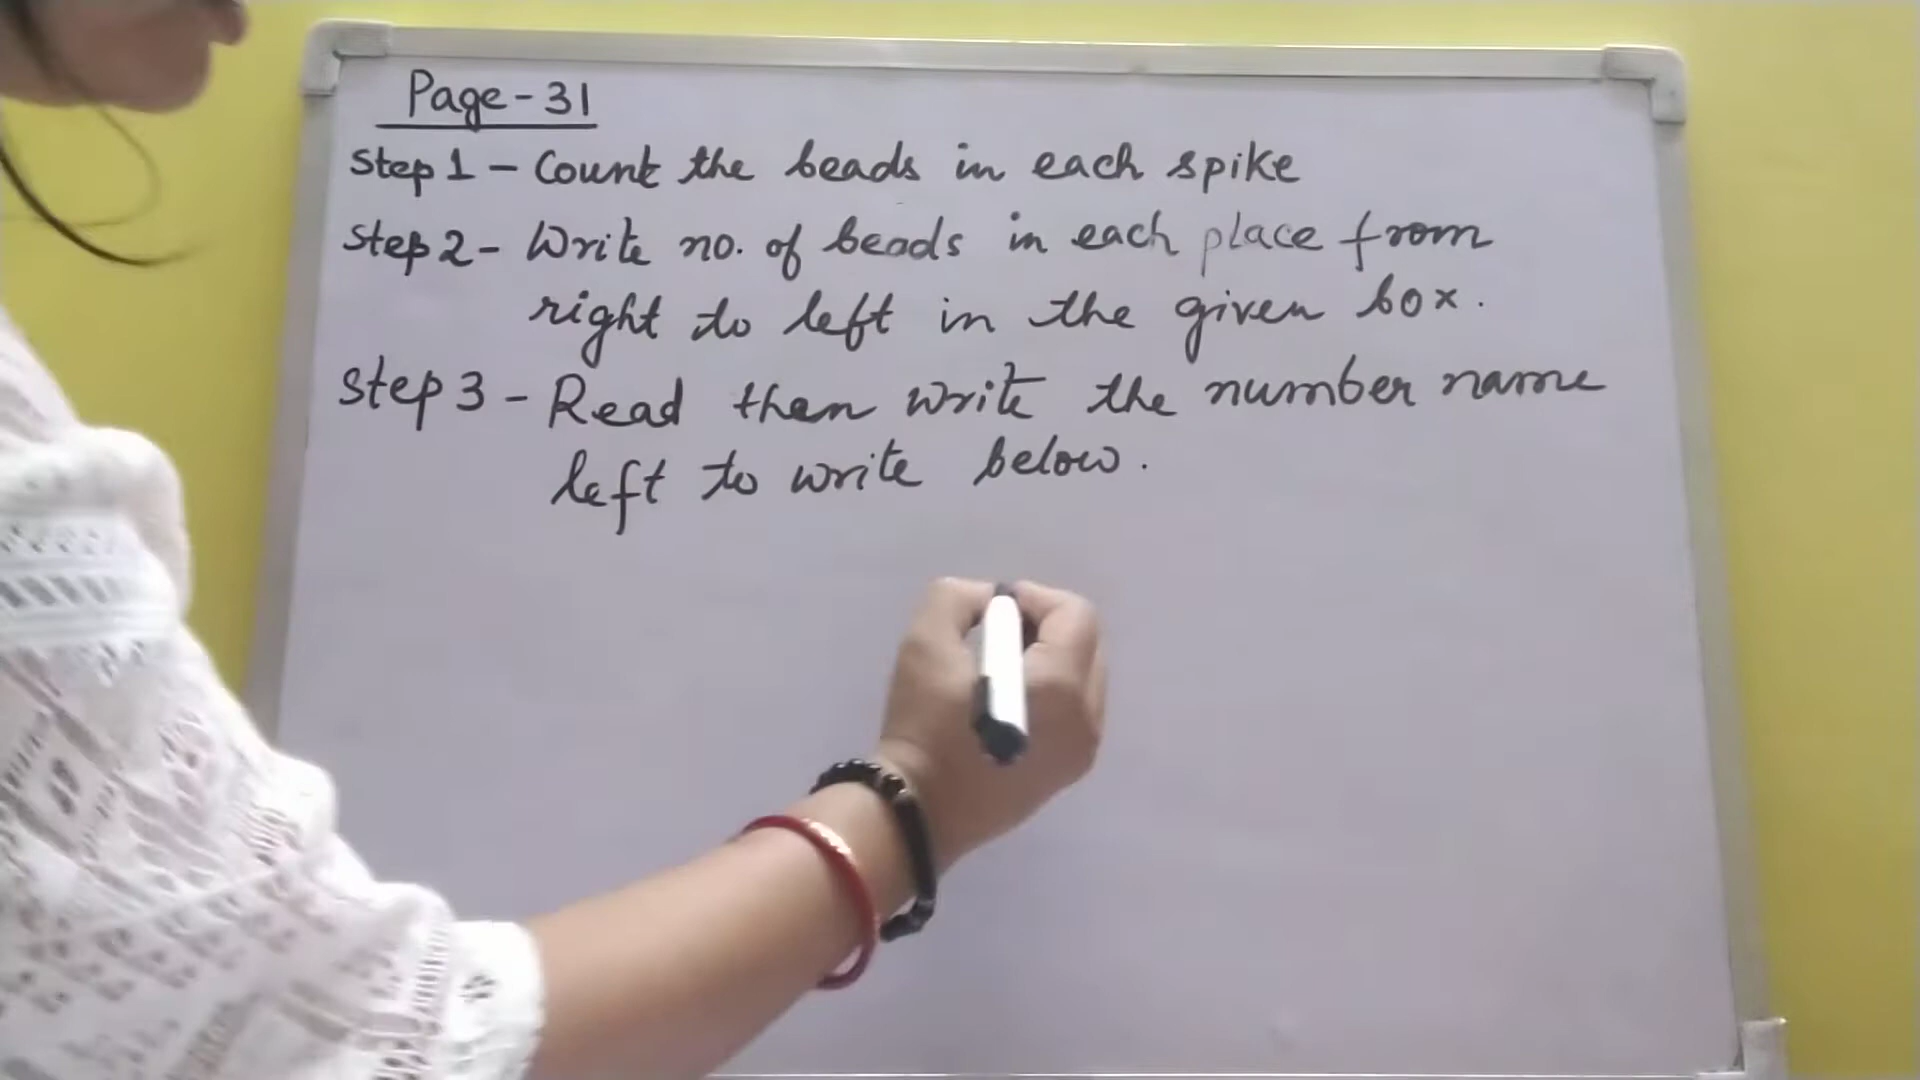 Page-31
Step 1 - Count the beads in each spike
Step 2 - Write no. of beads in each place from
right to left in the given box.
Step 3 - Read then write the number name
left to write below.